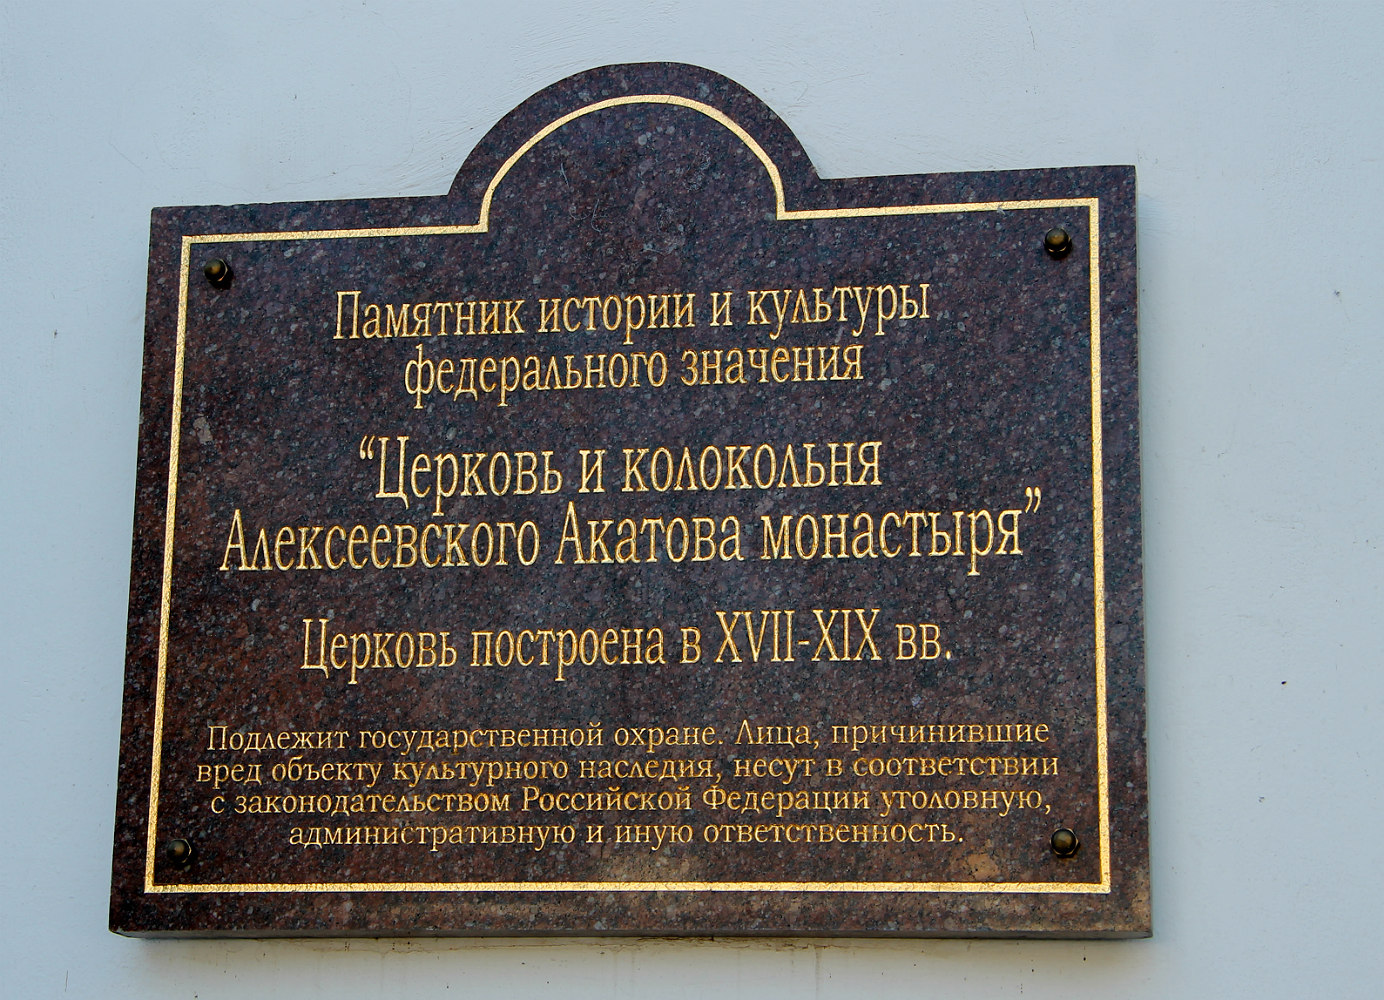 Памятник истории и культуры
федерального значения
“Церковь и колокольня
Алексеевского Акатова монастыря”
Церковь построена в XVII-XIX вв.
Подлежит государственной охране. Лица, причинившие
вред объекту культурного наследия, несут в соответствии
с законодательством Российской Федерации уголовную,
административную и иную ответственность.